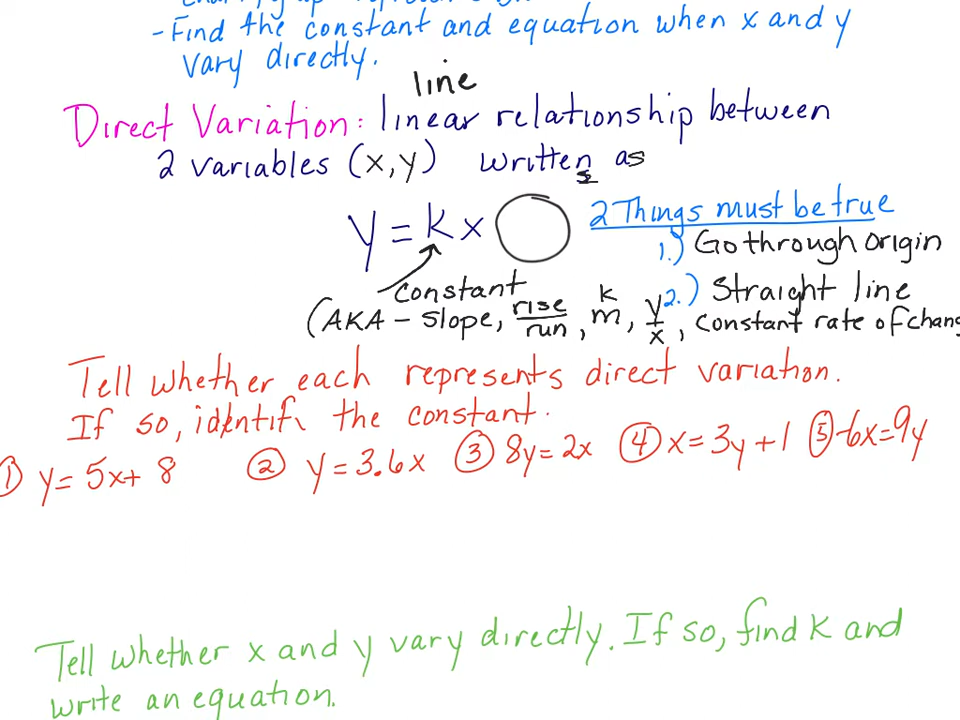 - Find the constant and equation when x and y
vary directly.
line
Direct Variation: linear relationship between
2 variables (x,y) written as
y = kx
2 Things must be true
1.) Go through origin
2.) Straight line
constant
(AKA - slope, rise/run, k m, y/x, constant rate of chang
Tell whether each represents direct variation.
If so, identify the constant.
① y = 5x + 8 ② y = 3.6x ③ 8y = 2x ④ x = 3y + 1 ⑤ -6x = 9y
Tell whether x and y vary directly. If so, find k and
write an equation.